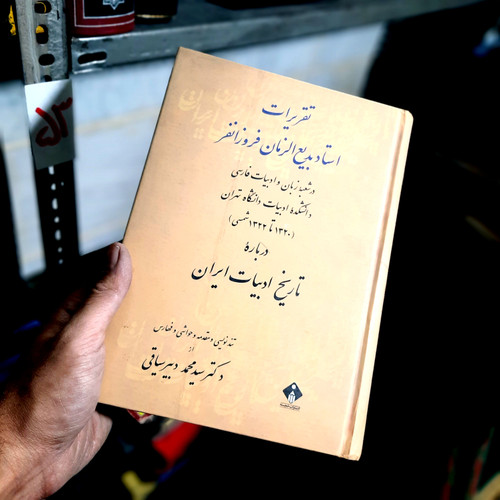 تقریرات
استاد بدیع‌الزمان فروزانفر
در شعبهٔ زبان و ادبیات فارسی
دانشکدهٔ ادبیات دانشگاه تهران
(۱۳۲۰ تا ۱۳۲۲ شمسی)
دربارهٔ
تاریخ ادبیات ایران
تندنویسی و مقدمه و حواشی و فهارس
از
دکتر سید محمد دبیرسیاقی